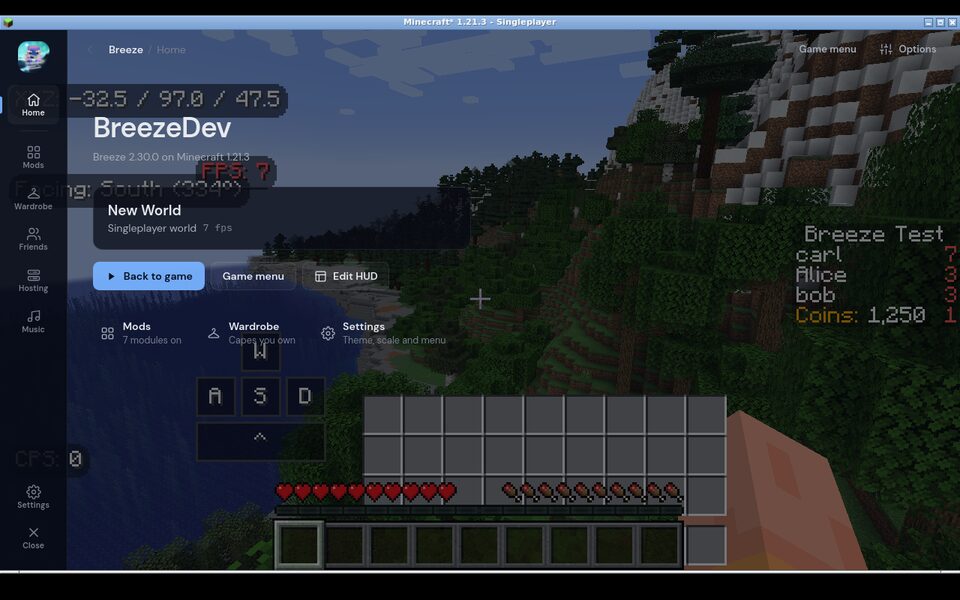 Minecraft* 1.21.3 - Singleplayer
Breeze / Home
Game menu
Options
-32.5 / 97.0 / 47.5
Home
BreezeDev
Breeze 2.30.0 on Minecraft 1.21.3
FPS: 7
Mods
Facing: South (334°)
Wardrobe
New World
Singleplayer world 7 fps
Friends
Breeze Test
carl 7
Alice 3
bob 3
Coins: 1,250 1
Back to game
Game menu
Edit HUD
Hosting
Music
Mods
7 modules on
Wardrobe
Capes you own
Settings
Theme, scale and menu
W
A S D
^
CPS: 0
Settings
Close